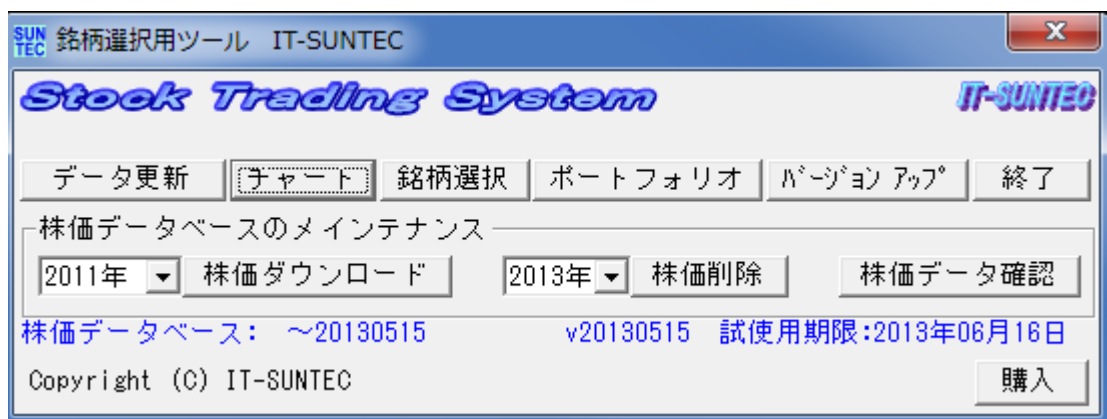 SUN TEC 銘柄選択用ツール IT-SUNTEC
Stock Trading System IT-SUNTEC
データ更新 チャート 銘柄選択 ポートフォリオ バージョン アップ 終了
株価データベースのメインテナンス
2011年 株価ダウンロード 2013年 株価削除 株価データ確認
株価データベース: ～20130515 v20130515 試使用期限:2013年06月16日
Copyright (C) IT-SUNTEC 購入